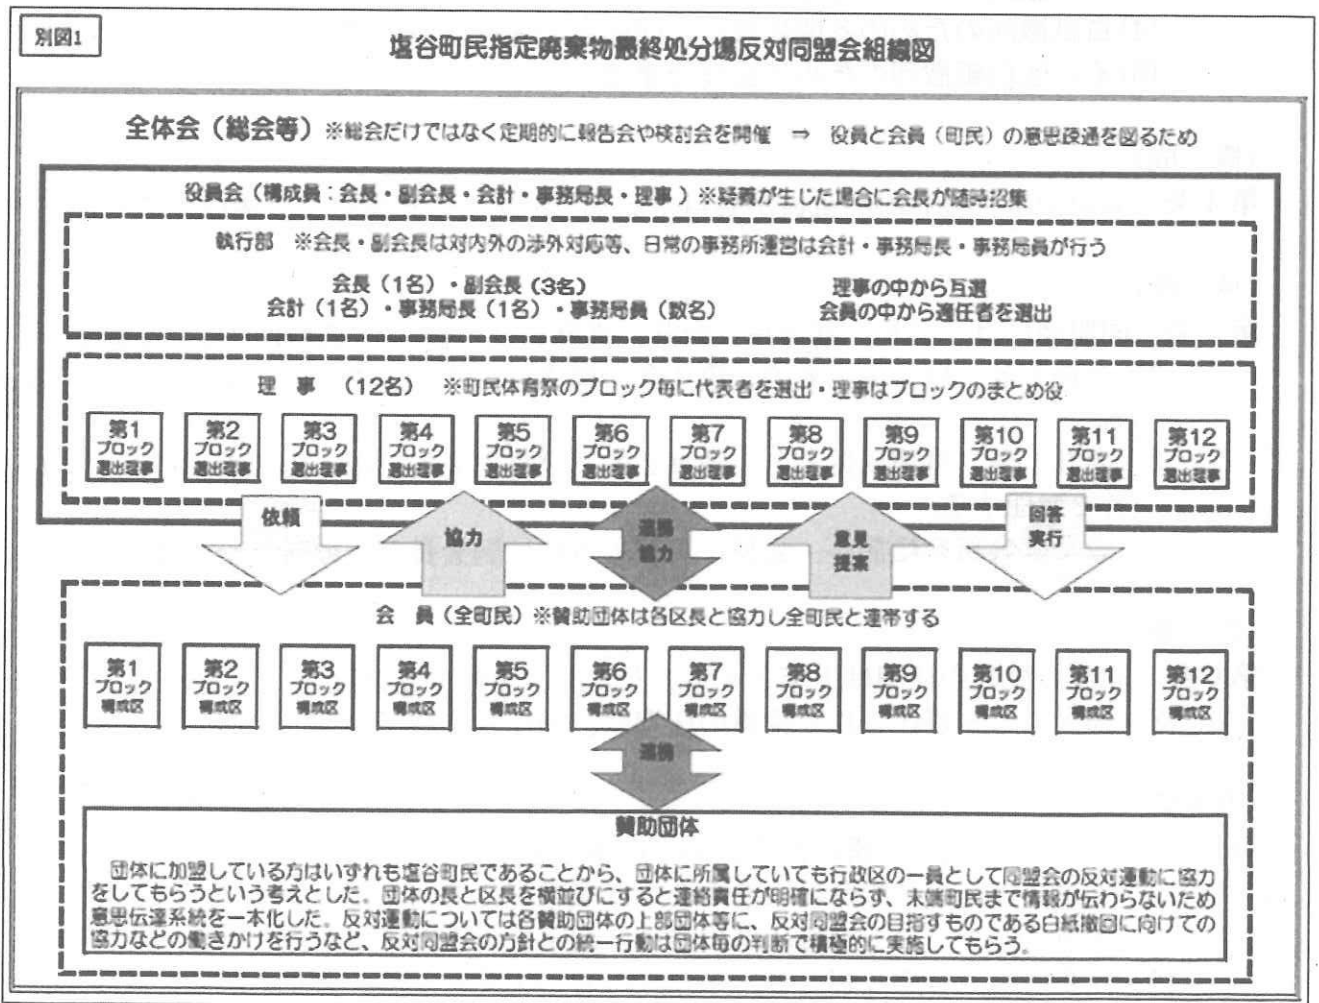 別図1
塩谷町民指定廃棄物最終処分場反対同盟会組織図
全体会（総会等）※総会だけではなく定期的に報告会や検討会を開催 ⇒ 役員と会員（町民）の意思疎通を図るため
役員会（構成員：会長・副会長・会計・事務局長・理事）※疑義が生じた場合に会長が随時招集
執行部 ※会長・副会長は対内外の渉外対応等、日常の事務所運営は会計・事務局長・事務局員が行う
会長（1名）・副会長（3名） 理事の中から互選
会計（1名）・事務局長（1名）・事務局員（数名） 会員の中から適任者を選出
理 事 （12名） ※町民体育祭のブロック毎に代表者を選出・理事はブロックのまとめ役
第1 第2 第3 第4 第5 第6 第7 第8 第9 第10 第11 第12
ブロック ブロック ブロック ブロック ブロック ブロック ブロック ブロック ブロック ブロック ブロック ブロック
選出理事 選出理事 選出理事 選出理事 選出理事 選出理事 選出理事 選出理事 選出理事 選出理事 選出理事 選出理事
依頼
協力
連携
協力
意見
提案
回答
実行
会 員（全町民）※賛助団体は各区長と協力し全町民と連帯する
第1 第2 第3 第4 第5 第6 第7 第8 第9 第10 第11 第12
ブロック ブロック ブロック ブロック ブロック ブロック ブロック ブロック ブロック ブロック ブロック ブロック
構成区 構成区 構成区 構成区 構成区 構成区 構成区 構成区 構成区 構成区 構成区 構成区
連携
賛助団体
団体に加盟している方はいずれも塩谷町民であることから、団体に所属していても行政区の一員として同盟会の反対運動に協力
をしてもらうという考えとした。団体の長と区長を横並びにすると連絡責任が明確にならず、末端町民まで情報が伝わらないため
意思伝達系統を一本化した。反対運動については各賛助団体の上部団体等に、反対同盟会の目指すものである白紙撤回に向けての
協力などの働きかけを行うなど、反対同盟会の方針との統一行動は団体毎の判断で積極的に実施してもらう。